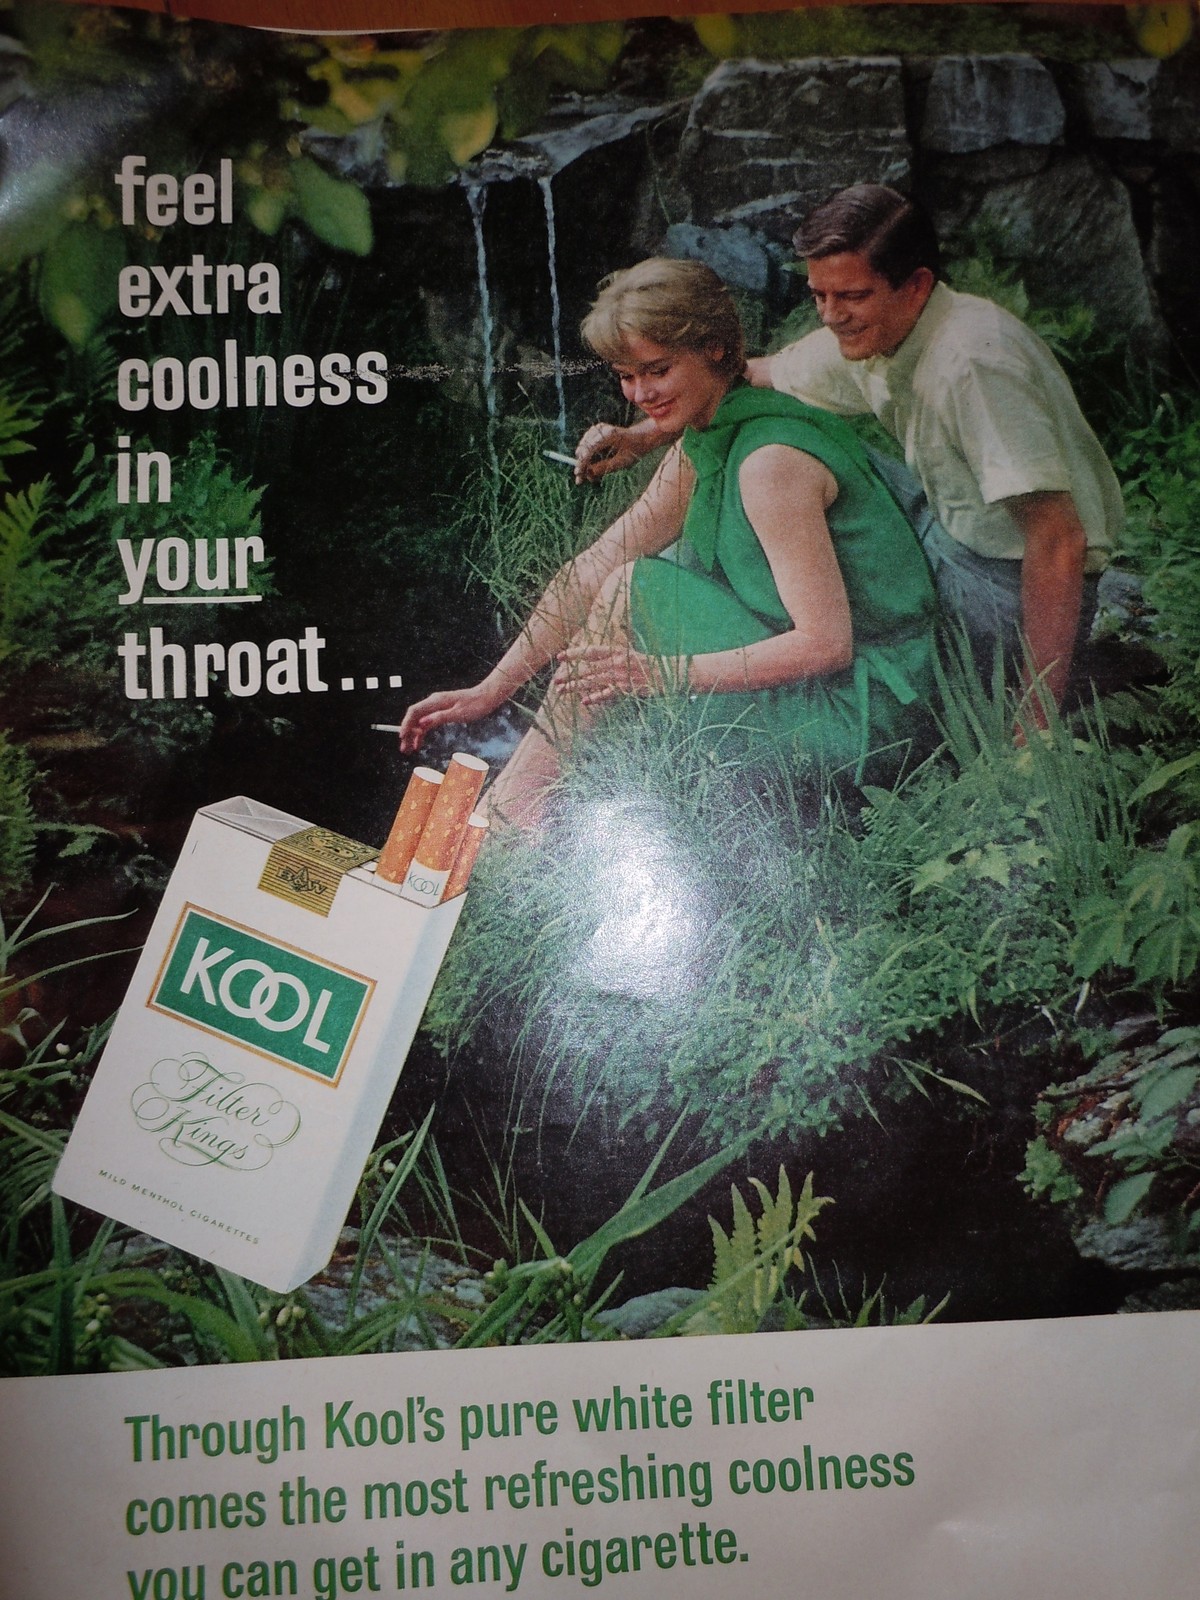 feel
extra
coolness
in
your
throat...
B&W
KOOL
KOOL
Filter
Kings
MILD MENTHOL CIGARETTES
Through Kool's pure white filter
comes the most refreshing coolness
you can get in any cigarette.